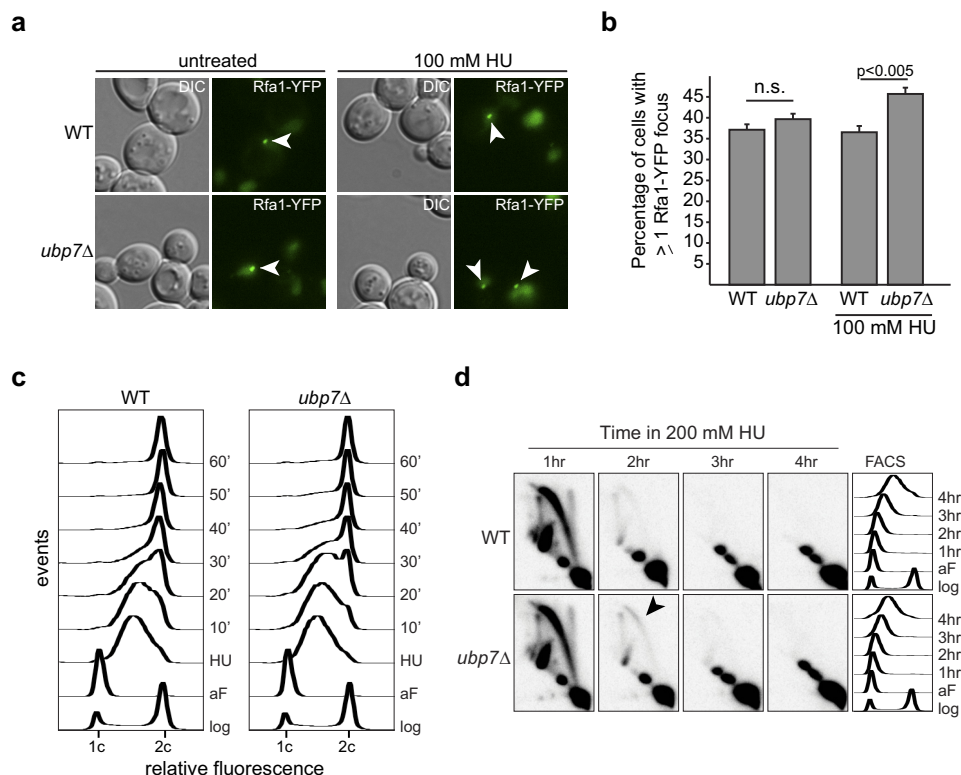 a
untreated
100 mM HU
DIC
Rfa1-YFP
DIC
Rfa1-YFP
WT
Rfa1-YFP
Rfa1-YFP
ubp7Δ
b
Percentage of cells with
≥ 1 Rfa1-YFP focus
45
40
35
30
25
20
15
10
5
n.s.
p<0.005
WT
ubp7Δ
WT
ubp7Δ
100 mM HU
c
WT
ubp7Δ
events
60'
50'
40'
30'
20'
10'
HU
aF
log
60'
50'
40'
30'
20'
10'
HU
aF
log
1c
2c
1c
2c
relative fluorescence
d
Time in 200 mM HU
1hr
2hr
3hr
4hr
FACS
WT
4hr
3hr
2hr
1hr
aF
log
ubp7Δ
4hr
3hr
2hr
1hr
aF
log